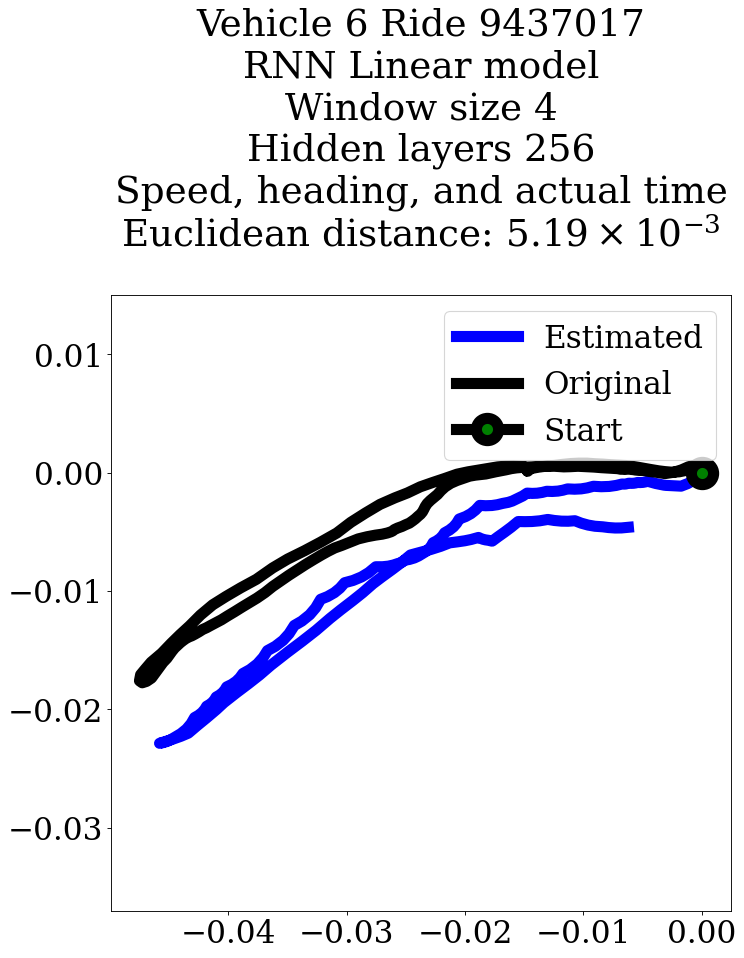 Vehicle 6 Ride 9437017
RNN Linear model
Window size 4
Hidden layers 256
Speed, heading, and actual time
Euclidean distance: 5.19 × 10⁻³
Estimated
Original
Start
0.01
0.00
−0.01
−0.02
−0.03
−0.04 −0.03 −0.02 −0.01 0.00